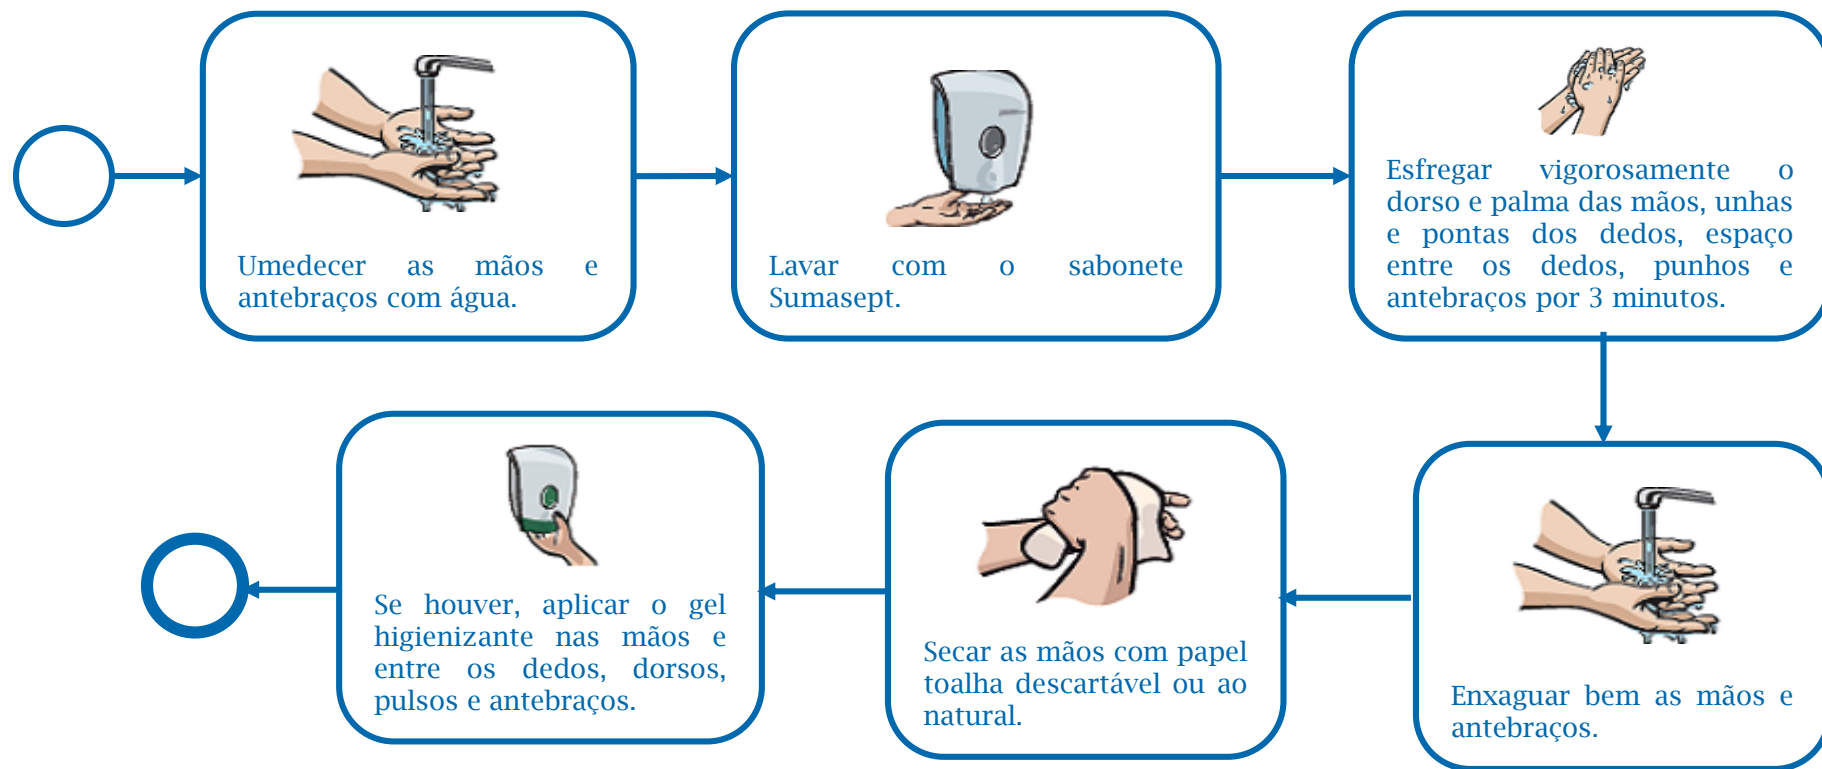 Umedecer as mãos e
antebraços com água.
Lavar com o sabonete
Sumasept.
Esfregar vigorosamente o
dorso e palma das mãos, unhas
e pontas dos dedos, espaço
entre os dedos, punhos e
antebraços por 3 minutos.
Enxaguar bem as mãos e
antebraços.
Secar as mãos com papel
toalha descartável ou ao
natural.
Se houver, aplicar o gel
higienizante nas mãos e
entre os dedos, dorsos,
pulsos e antebraços.